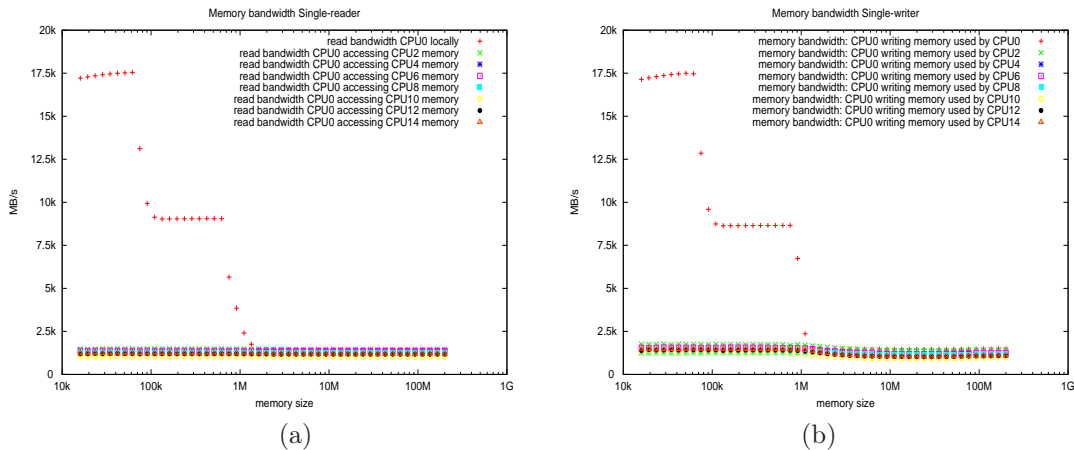 Memory bandwidth Single-reader
20k
17.5k
15k
12.5k
10k
7.5k
5k
2.5k
0
MB/s
read bandwidth CPU0 locally
read bandwidth CPU0 accessing CPU2 memory
read bandwidth CPU0 accessing CPU4 memory
read bandwidth CPU0 accessing CPU6 memory
read bandwidth CPU0 accessing CPU8 memory
read bandwidth CPU0 accessing CPU10 memory
read bandwidth CPU0 accessing CPU12 memory
read bandwidth CPU0 accessing CPU14 memory
10k 100k 1M 10M 100M 1G
memory size
(a)
Memory bandwidth Single-writer
20k
17.5k
15k
12.5k
10k
7.5k
5k
2.5k
0
MB/s
memory bandwidth: CPU0 writing memory used by CPU0
memory bandwidth: CPU0 writing memory used by CPU2
memory bandwidth: CPU0 writing memory used by CPU4
memory bandwidth: CPU0 writing memory used by CPU6
memory bandwidth: CPU0 writing memory used by CPU8
memory bandwidth: CPU0 writing memory used by CPU10
memory bandwidth: CPU0 writing memory used by CPU12
memory bandwidth: CPU0 writing memory used by CPU14
10k 100k 1M 10M 100M 1G
memory size
(b)